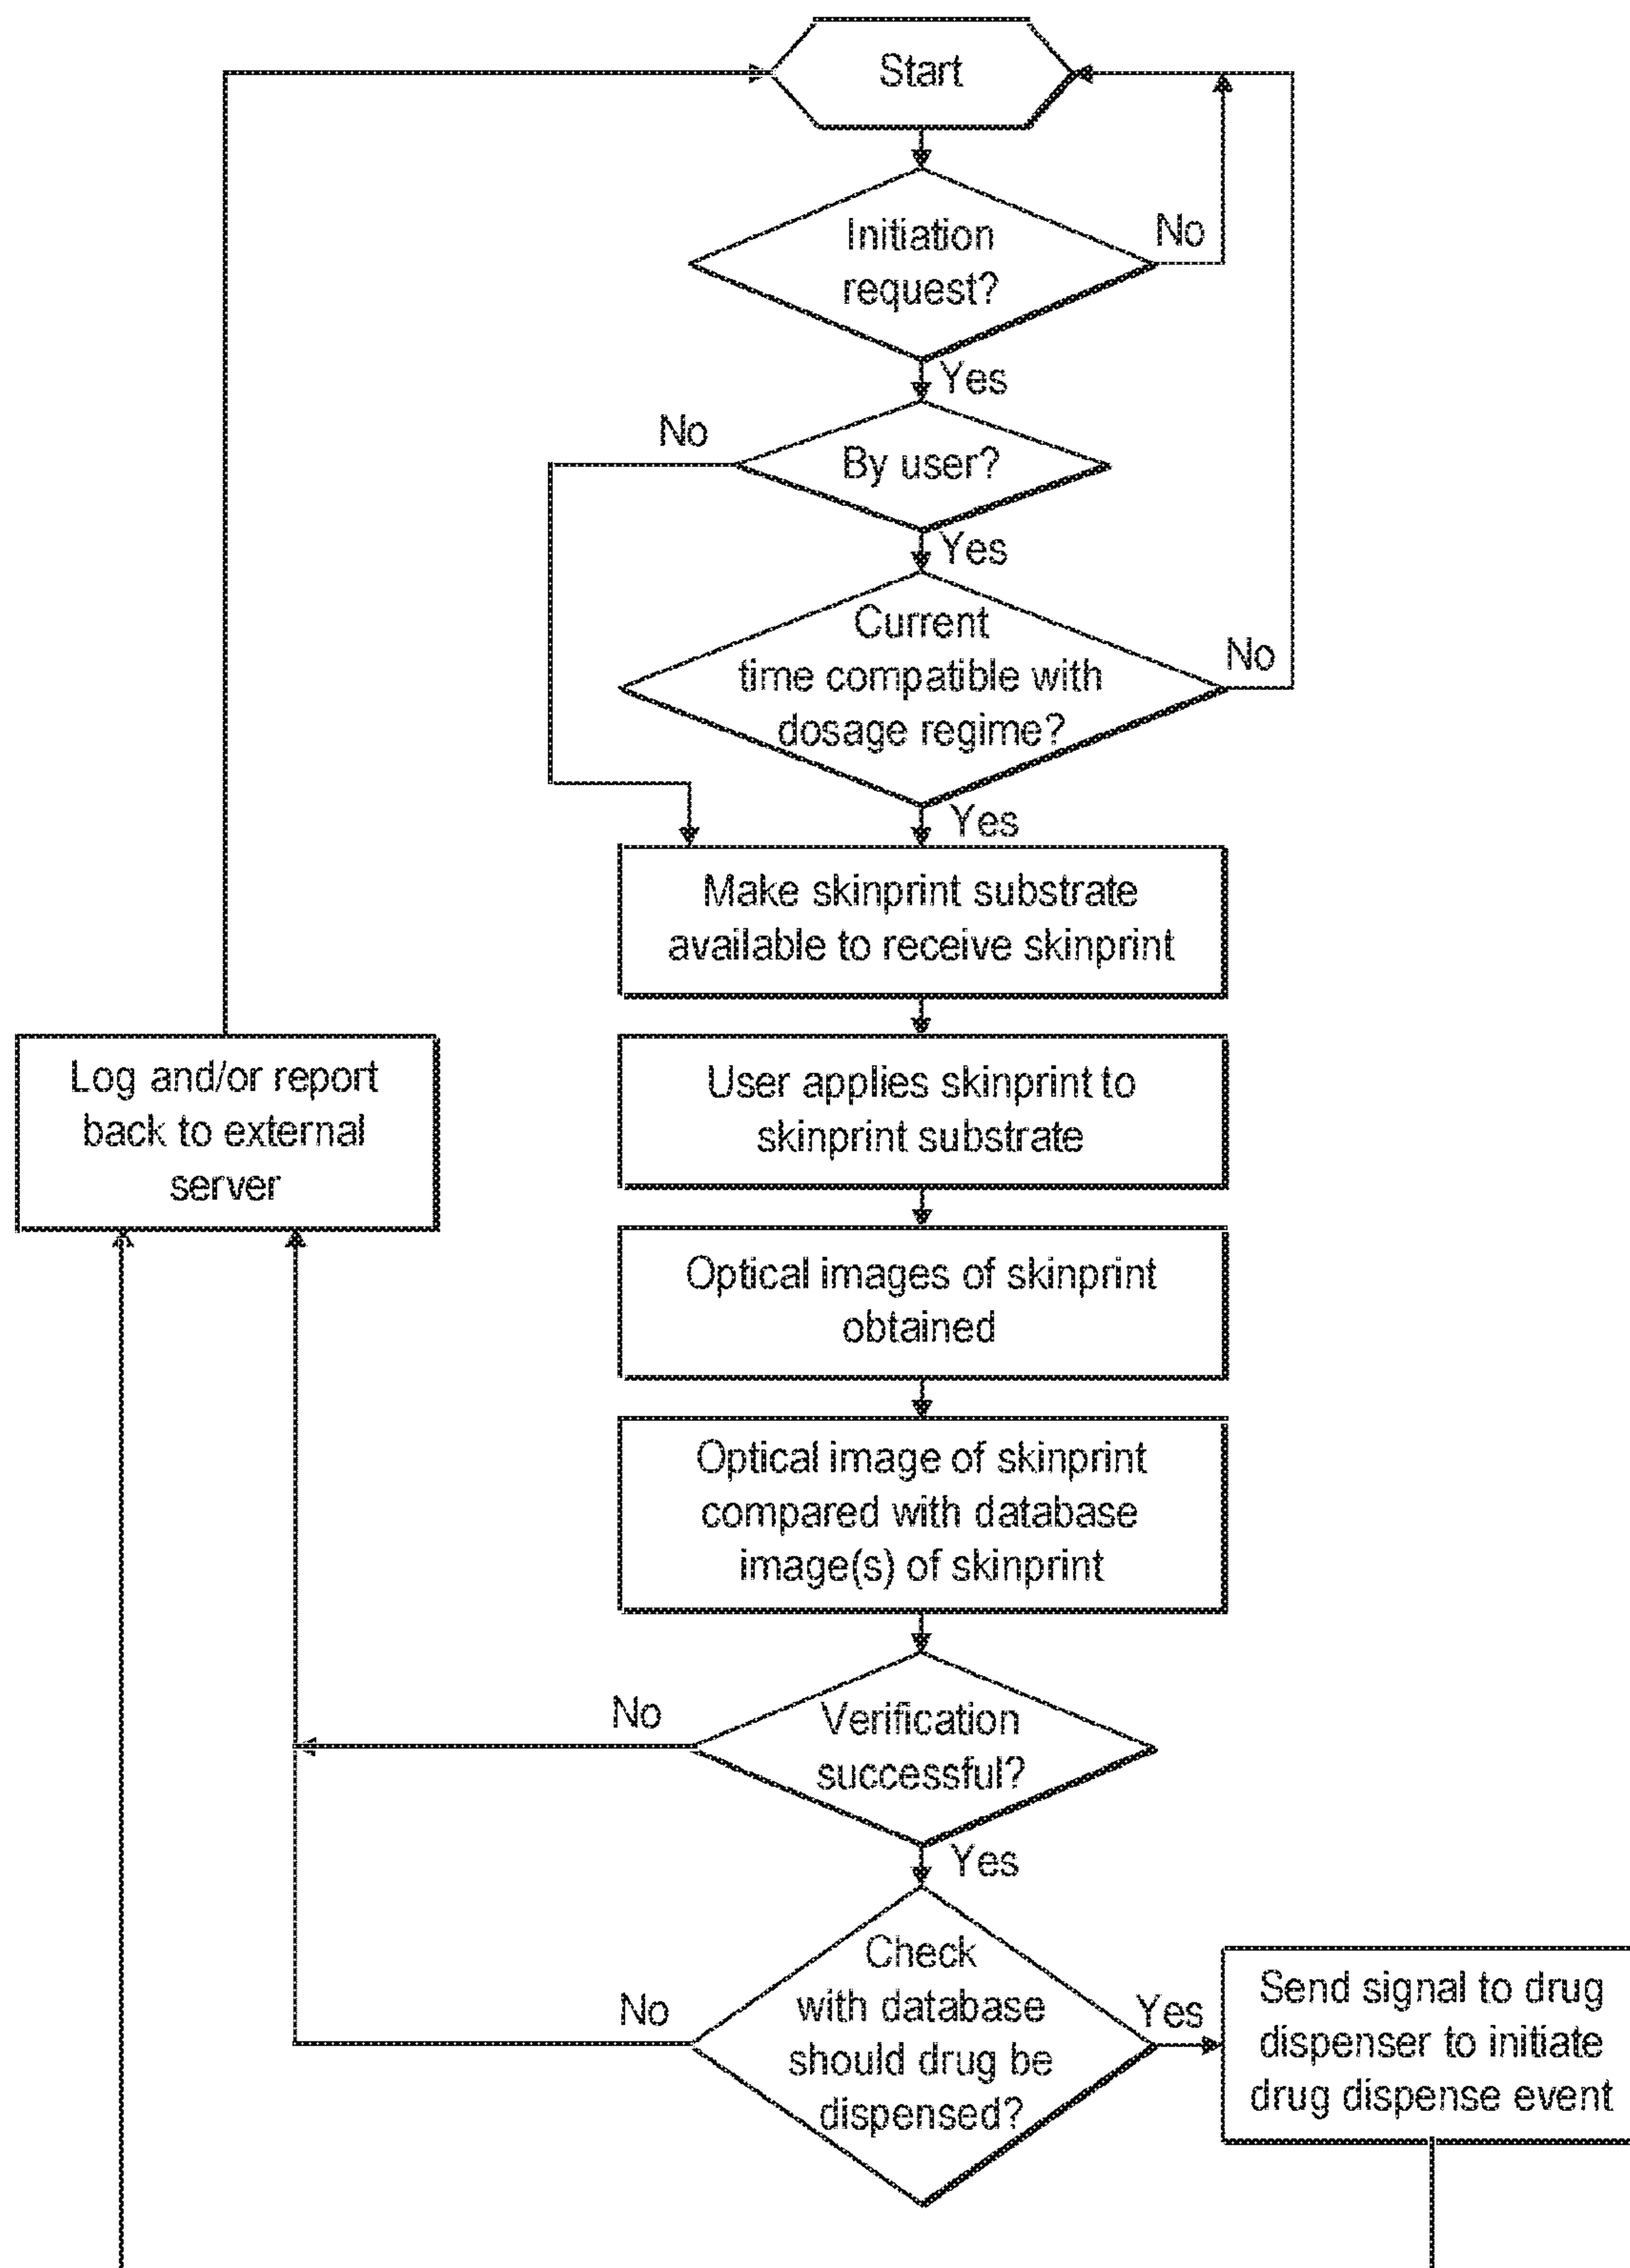 Start
Initiation
request?
No
Yes
By user?
No
Yes
Current
time compatible with
dosage regime?
No
Yes
Make skinprint substrate
available to receive skinprint
User applies skinprint to
skinprint substrate
Log and/or report
back to external
server
Optical images of skinprint
obtained
Optical image of skinprint
compared with database
image(s) of skinprint
Verification
successful?
No
Yes
Check
with database
should drug be
dispensed?
No
Yes
Send signal to drug
dispenser to initiate
drug dispense event